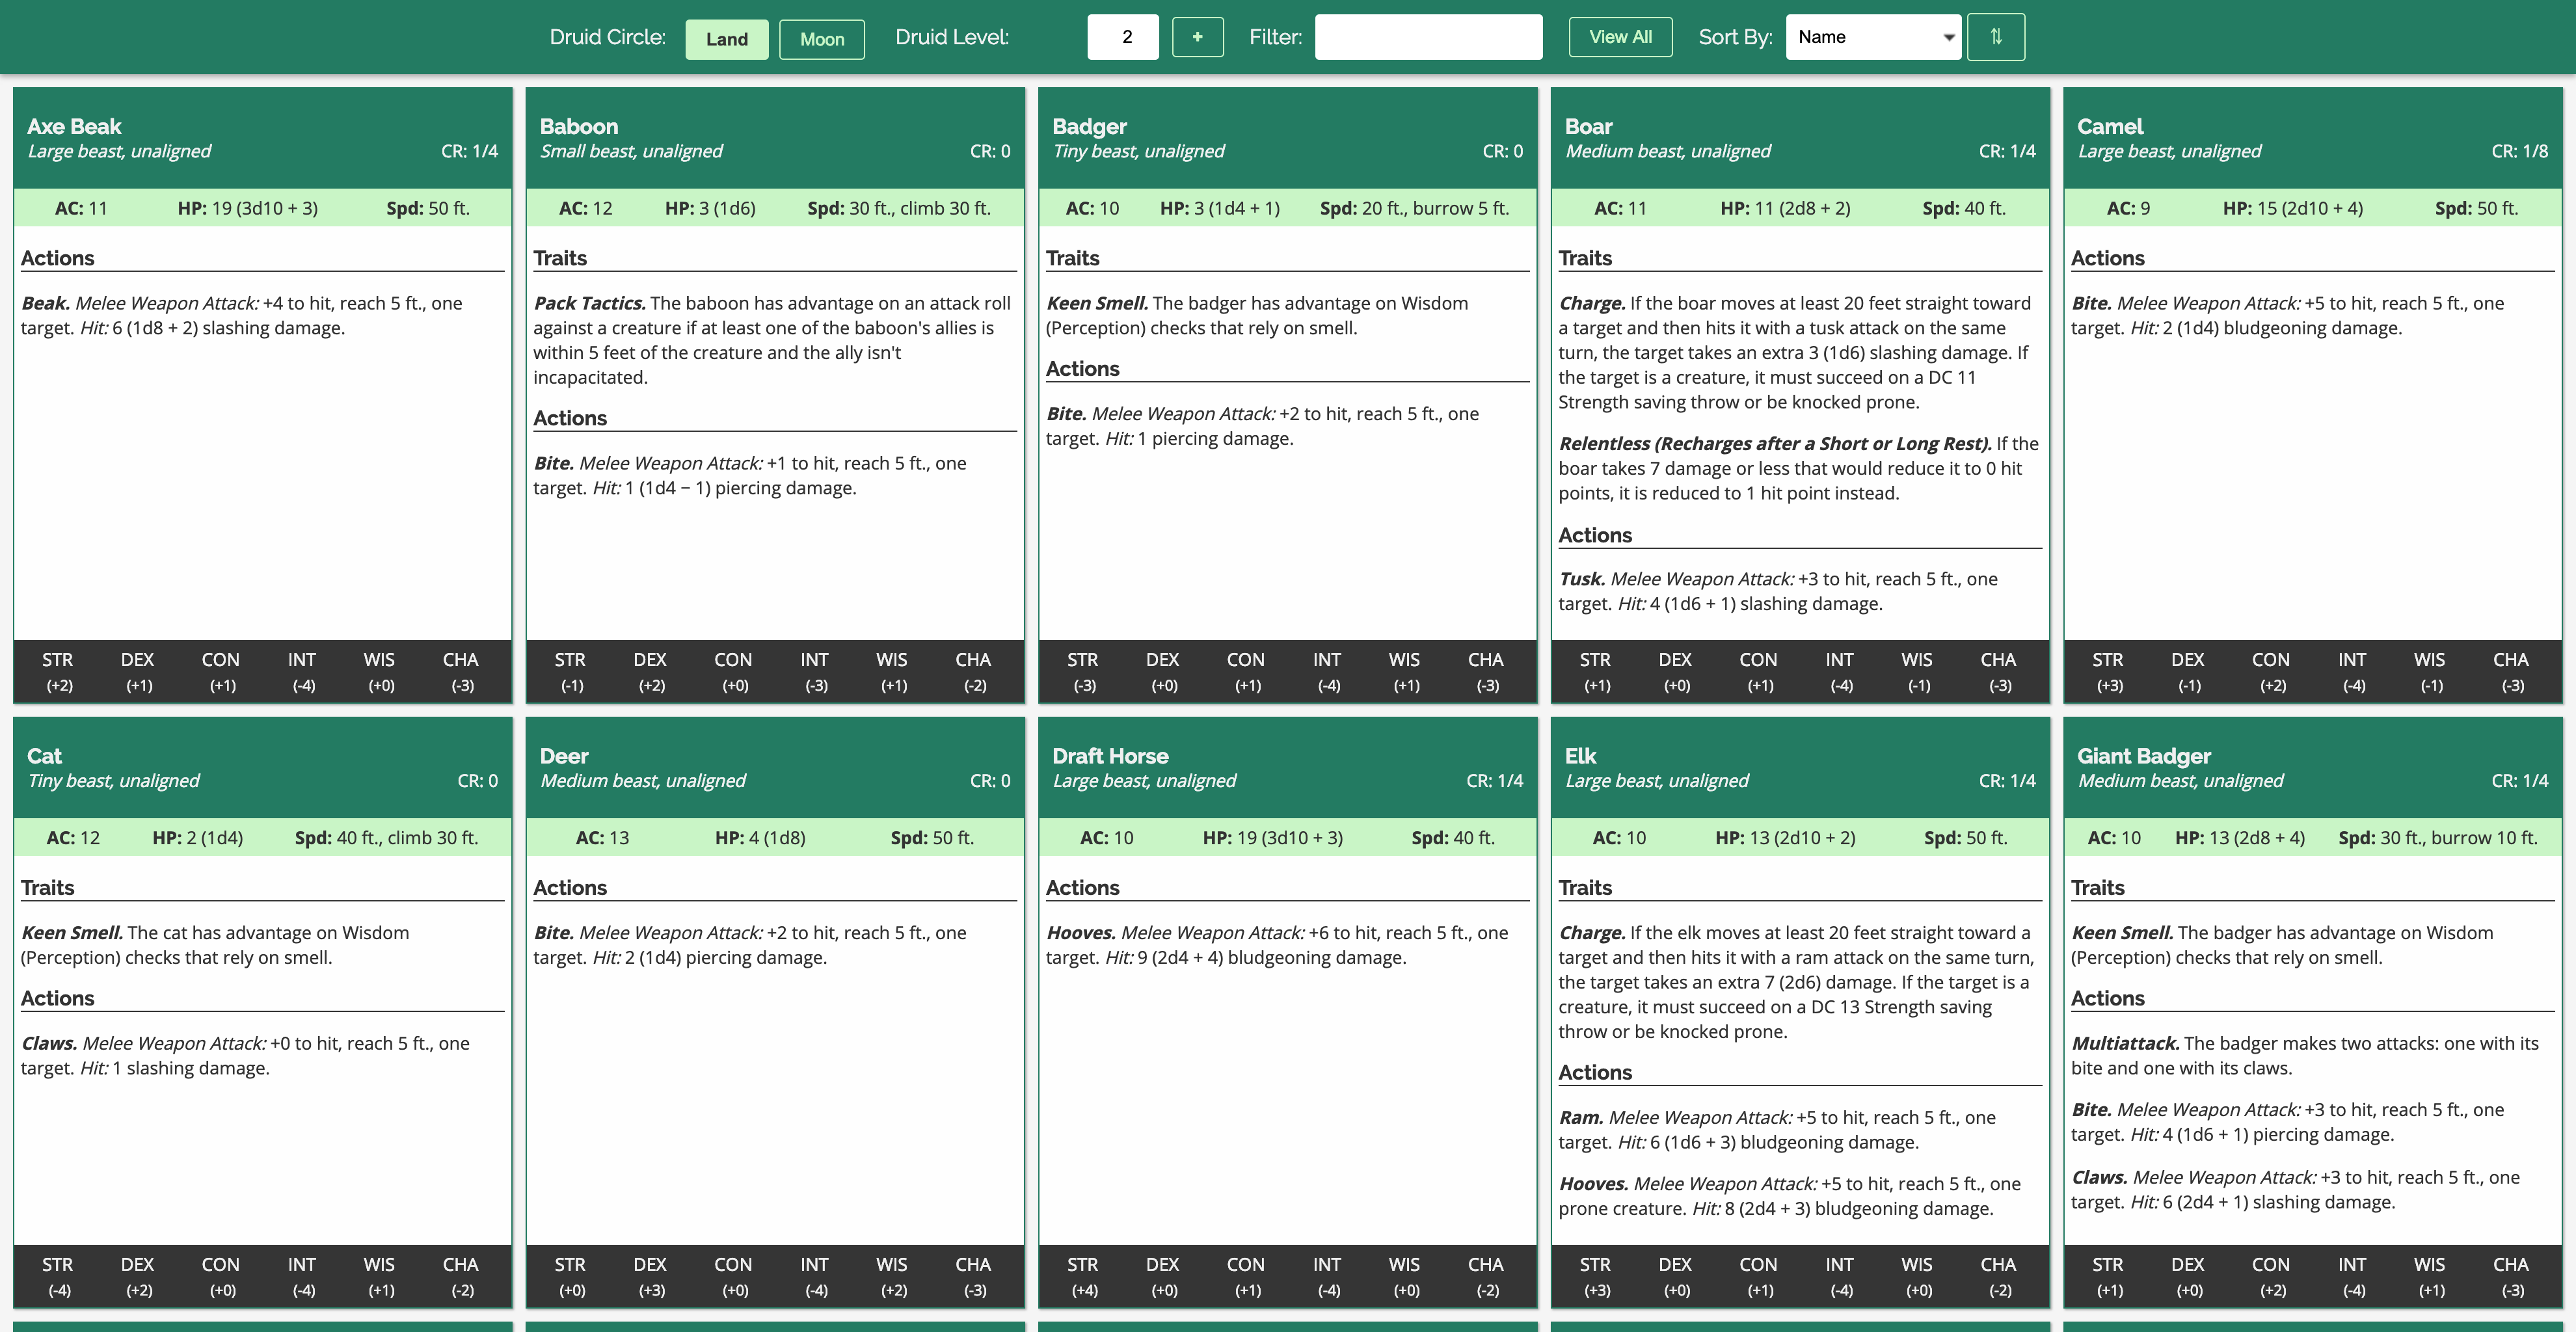 Druid Circle: Land Moon Druid Level: 2 + Filter: View All Sort By: Name ⇅
Axe Beak
Large beast, unaligned CR: 1/4
AC: 11 HP: 19 (3d10 + 3) Spd: 50 ft.
Actions
Beak. Melee Weapon Attack: +4 to hit, reach 5 ft., one
target. Hit: 6 (1d8 + 2) slashing damage.
STR DEX CON INT WIS CHA
(+2) (+1) (+1) (-4) (+0) (-3)
Baboon
Small beast, unaligned CR: 0
AC: 12 HP: 3 (1d6) Spd: 30 ft., climb 30 ft.
Traits
Pack Tactics. The baboon has advantage on an attack roll
against a creature if at least one of the baboon's allies is
within 5 feet of the creature and the ally isn't
incapacitated.
Actions
Bite. Melee Weapon Attack: +1 to hit, reach 5 ft., one
target. Hit: 1 (1d4 − 1) piercing damage.
STR DEX CON INT WIS CHA
(-1) (+2) (+0) (-3) (+1) (-2)
Badger
Tiny beast, unaligned CR: 0
AC: 10 HP: 3 (1d4 + 1) Spd: 20 ft., burrow 5 ft.
Traits
Keen Smell. The badger has advantage on Wisdom
(Perception) checks that rely on smell.
Actions
Bite. Melee Weapon Attack: +2 to hit, reach 5 ft., one
target. Hit: 1 piercing damage.
STR DEX CON INT WIS CHA
(-3) (+0) (+1) (-4) (+1) (-3)
Boar
Medium beast, unaligned CR: 1/4
AC: 11 HP: 11 (2d8 + 2) Spd: 40 ft.
Traits
Charge. If the boar moves at least 20 feet straight toward
a target and then hits it with a tusk attack on the same
turn, the target takes an extra 3 (1d6) slashing damage. If
the target is a creature, it must succeed on a DC 11
Strength saving throw or be knocked prone.
Relentless (Recharges after a Short or Long Rest). If the
boar takes 7 damage or less that would reduce it to 0 hit
points, it is reduced to 1 hit point instead.
Actions
Tusk. Melee Weapon Attack: +3 to hit, reach 5 ft., one
target. Hit: 4 (1d6 + 1) slashing damage.
STR DEX CON INT WIS CHA
(+1) (+0) (+1) (-4) (-1) (-3)
Camel
Large beast, unaligned CR: 1/8
AC: 9 HP: 15 (2d10 + 4) Spd: 50 ft.
Actions
Bite. Melee Weapon Attack: +5 to hit, reach 5 ft., one
target. Hit: 2 (1d4) bludgeoning damage.
STR DEX CON INT WIS CHA
(+3) (-1) (+2) (-4) (-1) (-3)
Cat
Tiny beast, unaligned CR: 0
AC: 12 HP: 2 (1d4) Spd: 40 ft., climb 30 ft.
Traits
Keen Smell. The cat has advantage on Wisdom
(Perception) checks that rely on smell.
Actions
Claws. Melee Weapon Attack: +0 to hit, reach 5 ft., one
target. Hit: 1 slashing damage.
STR DEX CON INT WIS CHA
(-4) (+2) (+0) (-4) (+1) (-2)
Deer
Medium beast, unaligned CR: 0
AC: 13 HP: 4 (1d8) Spd: 50 ft.
Actions
Bite. Melee Weapon Attack: +2 to hit, reach 5 ft., one
target. Hit: 2 (1d4) piercing damage.
STR DEX CON INT WIS CHA
(+0) (+3) (+0) (-4) (+2) (-3)
Draft Horse
Large beast, unaligned CR: 1/4
AC: 10 HP: 19 (3d10 + 3) Spd: 40 ft.
Actions
Hooves. Melee Weapon Attack: +6 to hit, reach 5 ft., one
target. Hit: 9 (2d4 + 4) bludgeoning damage.
STR DEX CON INT WIS CHA
(+4) (+0) (+1) (-4) (+0) (-2)
Elk
Large beast, unaligned CR: 1/4
AC: 10 HP: 13 (2d10 + 2) Spd: 50 ft.
Traits
Charge. If the elk moves at least 20 feet straight toward a
target and then hits it with a ram attack on the same turn,
the target takes an extra 7 (2d6) damage. If the target is a
creature, it must succeed on a DC 13 Strength saving
throw or be knocked prone.
Actions
Ram. Melee Weapon Attack: +5 to hit, reach 5 ft., one
target. Hit: 6 (1d6 + 3) bludgeoning damage.
Hooves. Melee Weapon Attack: +5 to hit, reach 5 ft., one
prone creature. Hit: 8 (2d4 + 3) bludgeoning damage.
STR DEX CON INT WIS CHA
(+3) (+0) (+1) (-4) (+0) (-2)
Giant Badger
Medium beast, unaligned CR: 1/4
AC: 10 HP: 13 (2d8 + 4) Spd: 30 ft., burrow 10 ft.
Traits
Keen Smell. The badger has advantage on Wisdom
(Perception) checks that rely on smell.
Actions
Multiattack. The badger makes two attacks: one with its
bite and one with its claws.
Bite. Melee Weapon Attack: +3 to hit, reach 5 ft., one
target. Hit: 4 (1d6 + 1) piercing damage.
Claws. Melee Weapon Attack: +3 to hit, reach 5 ft., one
target. Hit: 6 (2d4 + 1) slashing damage.
STR DEX CON INT WIS CHA
(+1) (+0) (+2) (-4) (+1) (-3)